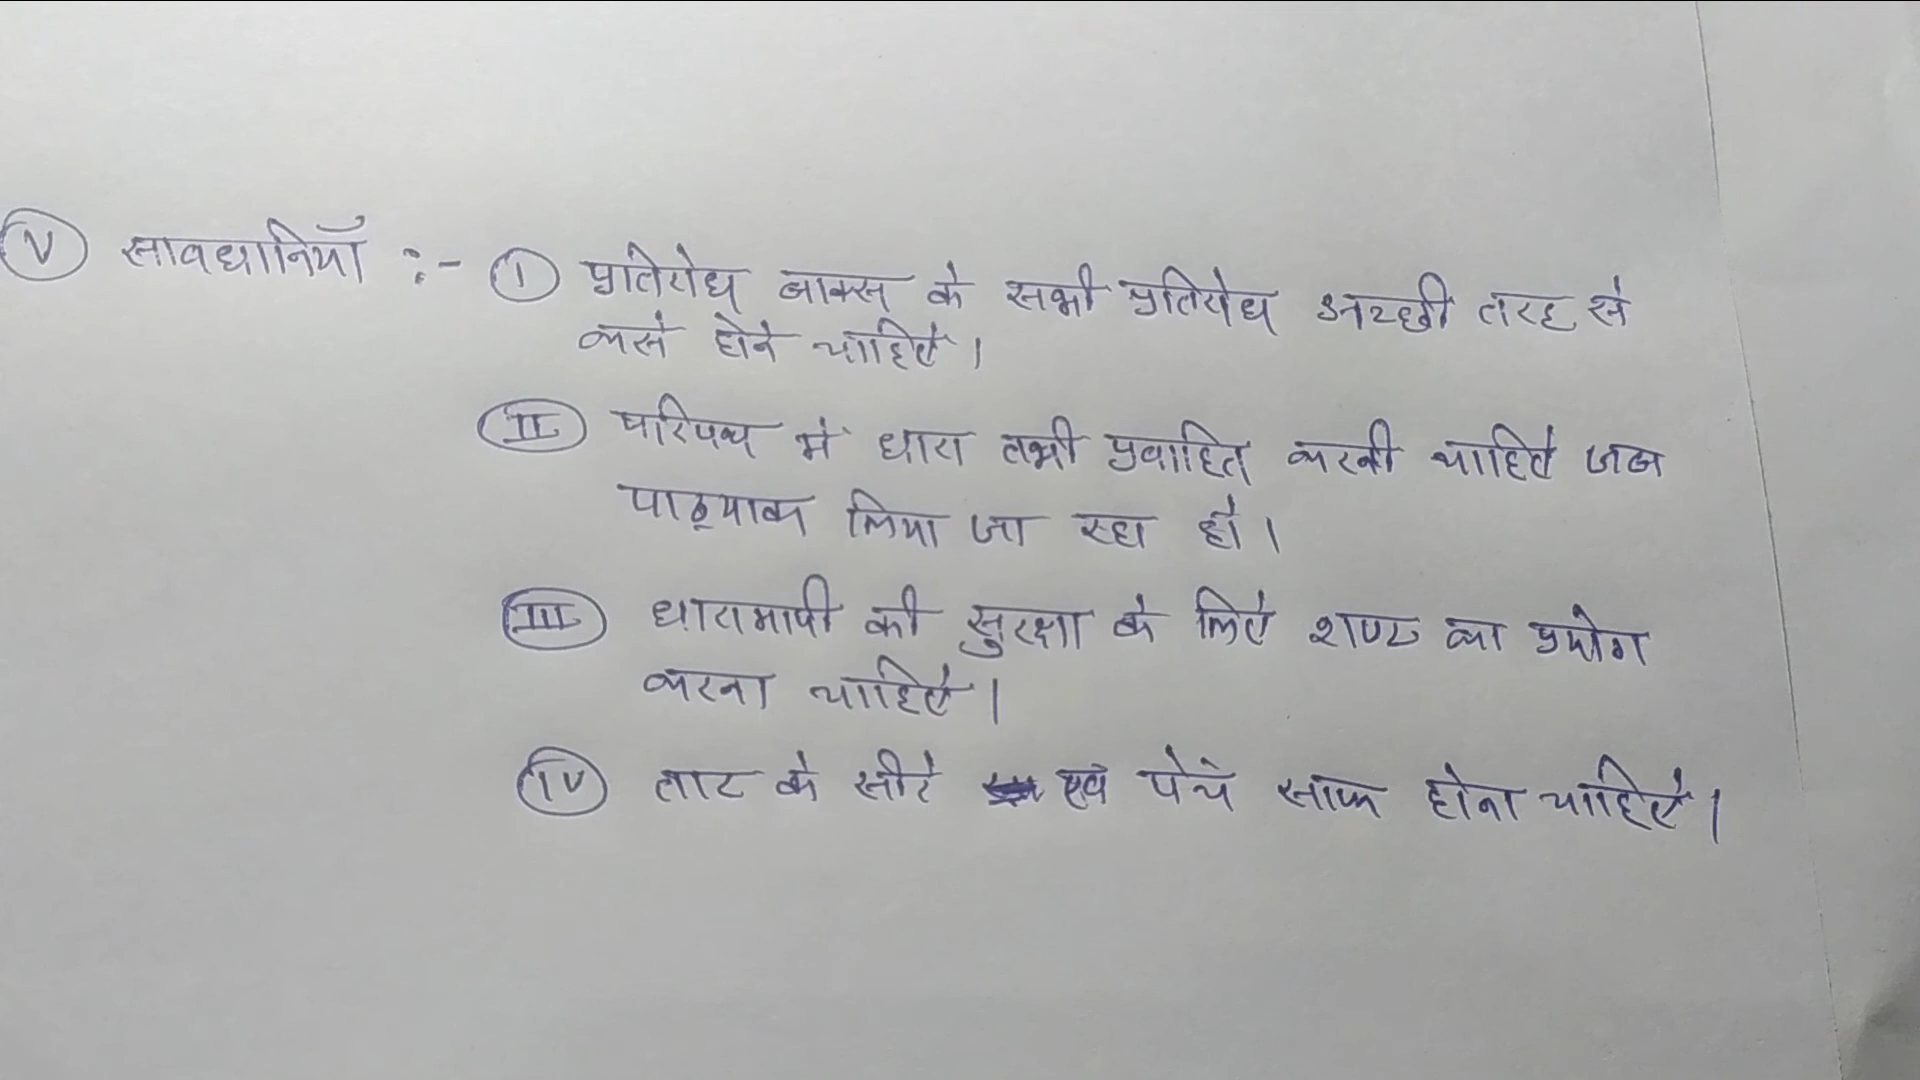 (V) सावधानियाँ :- (I) प्रतिरोध बाक्स के सभी प्रतिरोध अच्छी तरह से
कसे होने चाहिऐ।
(II) परिपथ में धारा तभी प्रवाहित करनी चाहिऐ जब
पाठ्याक लिया जा रहा हो।
(III) धारामापी की सुरक्षा के लिऐ शण्ट का प्रयोग
करना चाहिऐ।
(IV) तार के सीरे एवं पेंच साफ होना चाहिऐ।